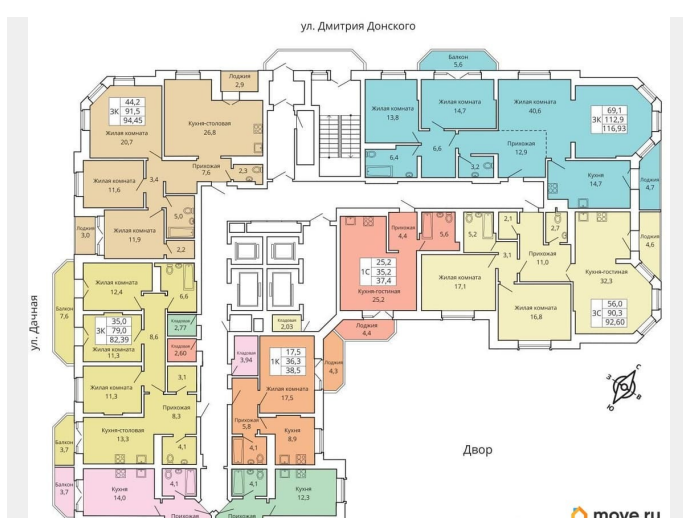 ул. Дмитрия Донского
Балкон
5,6
Лоджия
2,9
44,2
3К 91,5
94,45
Жилая комната
20,7
Кухня-столовая
26,8
Жилая комната
13,8
Жилая комната
14,7
Жилая комната
40,6
69,1
3К 112,9
116,93
Прихожая
7,6
2,3
3,4
Жилая комната
11,6
5,0
6,4
6,6
3,2
Прихожая
12,9
Кухня
14,7
Лоджия
4,7
Лоджия
3,0
Жилая комната
11,9
2,2
Прихожая
4,4
5,6
5,2
2,1
2,7
Лоджия
4,6
3,1
Прихожая
11,0
25,2
1С 35,2
37,4
Кухня-гостиная
25,2
Жилая комната
17,1
Кухня-гостиная
32,3
Жилая комната
16,8
56,0
3С 90,3
92,60
ул. Дачная
Балкон
7,6
Жилая комната
12,4
6,6
35,0
3К 79,0
82,39
Жилая комната
11,3
8,6
Кладовая
2,77
Кладовая
2,60
Кладовая
2,03
Лоджия
4,4
Кладовая
3,94
17,5
1К 36,3
38,5
Жилая комната
17,5
Лоджия
4,3
Жилая комната
11,3
3,1
Прихожая
8,3
Прихожая
5,8
Кухня
8,9
Балкон
3,7
Кухня-столовая
13,3
4,1
4,1
Балкон
3,7
Кухня
14,0
4,1
4,1
Кухня
12,3
Прихожая
Прихожая
Двор
С
З
В
Ю
move.ru